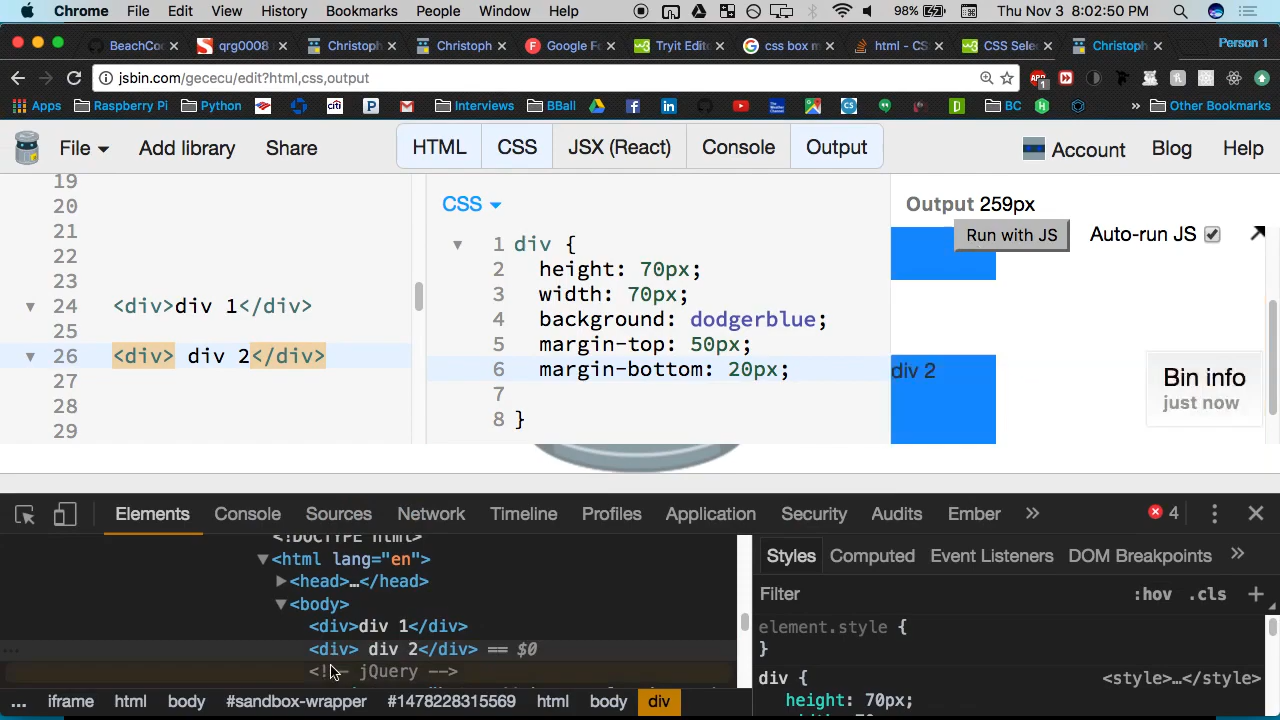 Chrome File Edit View History Bookmarks People Window Help 98% Thu Nov 3 8:02:50 PM
BeachCo qrg0008 Christoph Christoph Google Fo Tryit Edit css box m html - CS CSS Sele Christoph Person 1
jsbin.com/gececu/edit?html,css,output
Apps Raspberry Pi Python Interviews BBall BC » Other Bookmarks
File Add library Share HTML CSS JSX (React) Console Output Account Blog Help
19
20
21
22
23
24 <div>div 1</div>
25
26 <div> div 2</div>
27
28
29
CSS
1 div {
2 height: 70px;
3 width: 70px;
4 background: dodgerblue;
5 margin-top: 50px;
6 margin-bottom: 20px;
7
8 }
Output 259px
Run with JS Auto-run JS
div 2
Bin info
just now
Elements Console Sources Network Timeline Profiles Application Security Audits Ember » 4
<!DOCTYPE html>
<html lang="en">
<head>…</head>
<body>
<div>div 1</div>
<div> div 2</div> == $0
<!-- jQuery -->
... iframe html body #sandbox-wrapper #1478228315569 html body div
Styles Computed Event Listeners DOM Breakpoints »
Filter :hov .cls +
element.style {
}
div { <style>…</style>
height: 70px;